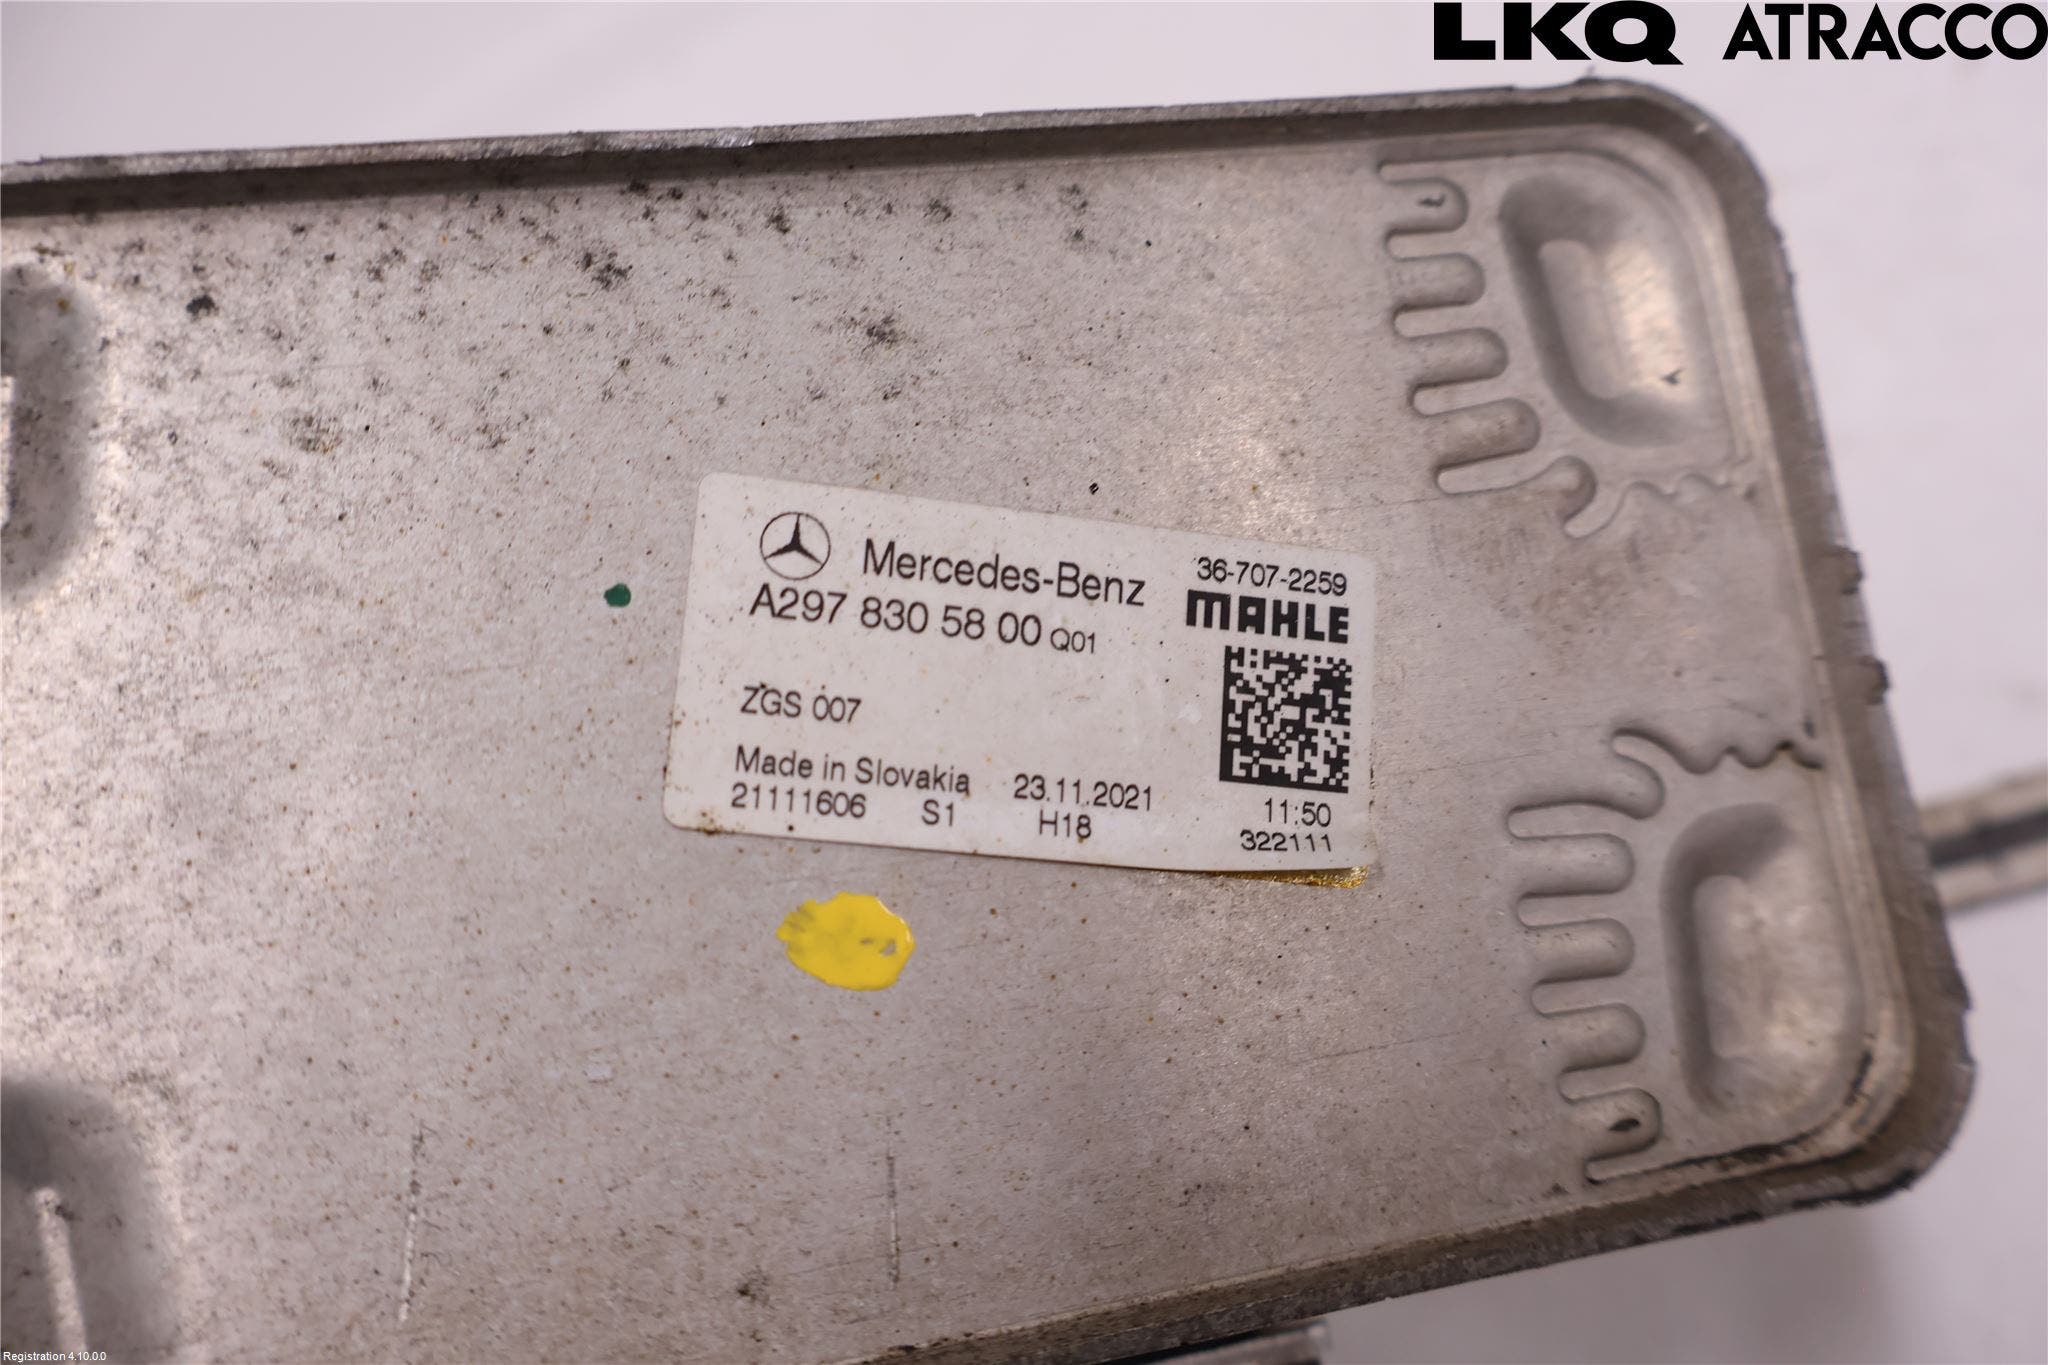 LKQ ATRACCO
Mercedes-Benz
A297 830 58 00 Q01
36-707-2259
MAHLE
ZGS 007
Made in Slovakia 23.11.2021 11:50
21111606 S1 H18 322111
Registration 4.10.0.0